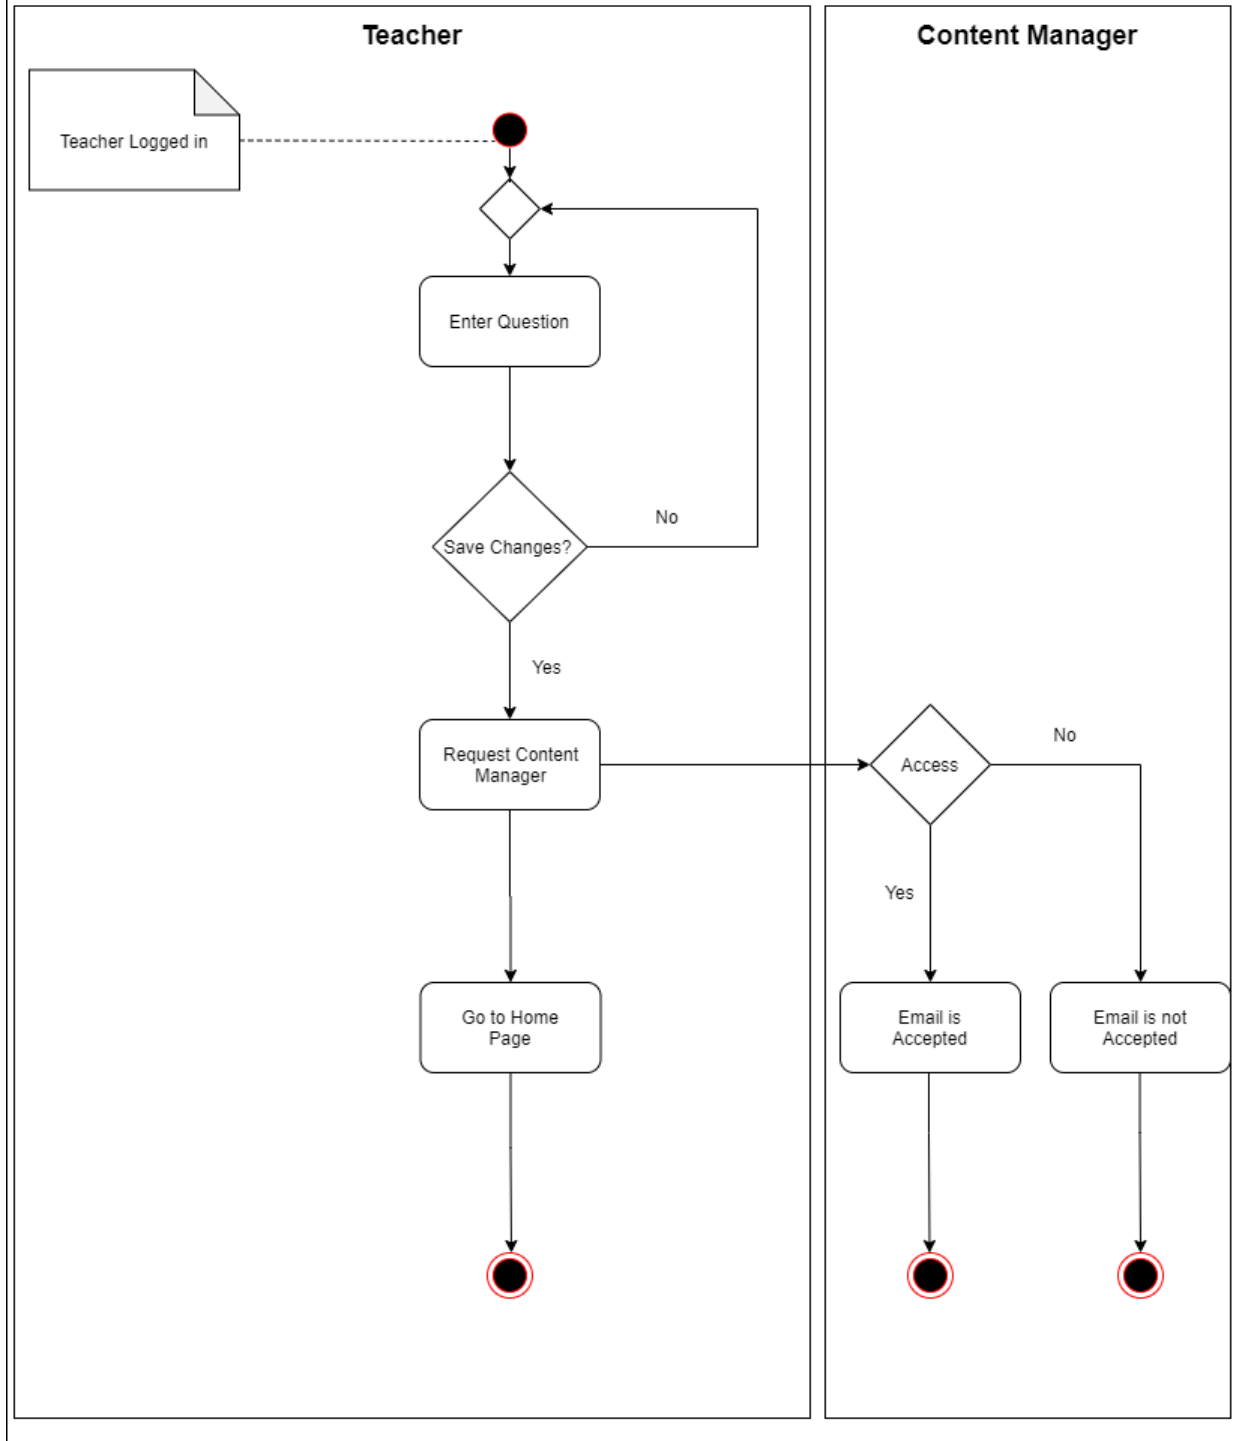 Teacher
Content Manager
Teacher Logged in
Enter Question
Save Changes?
No
Yes
Request Content
Manager
Access
No
Yes
Go to Home
Page
Email is
Accepted
Email is not
Accepted